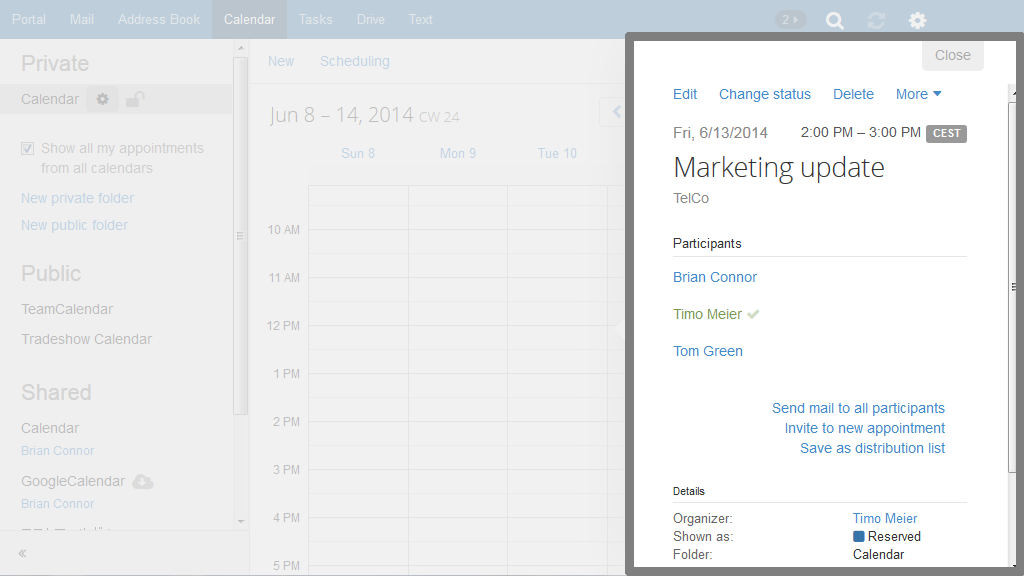 Portal Mail Address Book Calendar Tasks Drive Text 2
Private
Calendar
Show all my appointments
from all calendars
New private folder
New public folder
Public
TeamCalendar
Tradeshow Calendar
Shared
Calendar
Brian Connor
GoogleCalendar
Brian Connor
«
New Scheduling
Jun 8 – 14, 2014 CW 24
Sun 8 Mon 9 Tue 10
10 AM
11 AM
12 PM
1 PM
2 PM
3 PM
4 PM
5 PM
Close
Edit Change status Delete More
Fri, 6/13/2014 2:00 PM – 3:00 PM CEST
Marketing update
TelCo
Participants
Brian Connor
Timo Meier
Tom Green
Send mail to all participants
Invite to new appointment
Save as distribution list
Details
Organizer: Timo Meier
Shown as: Reserved
Folder: Calendar